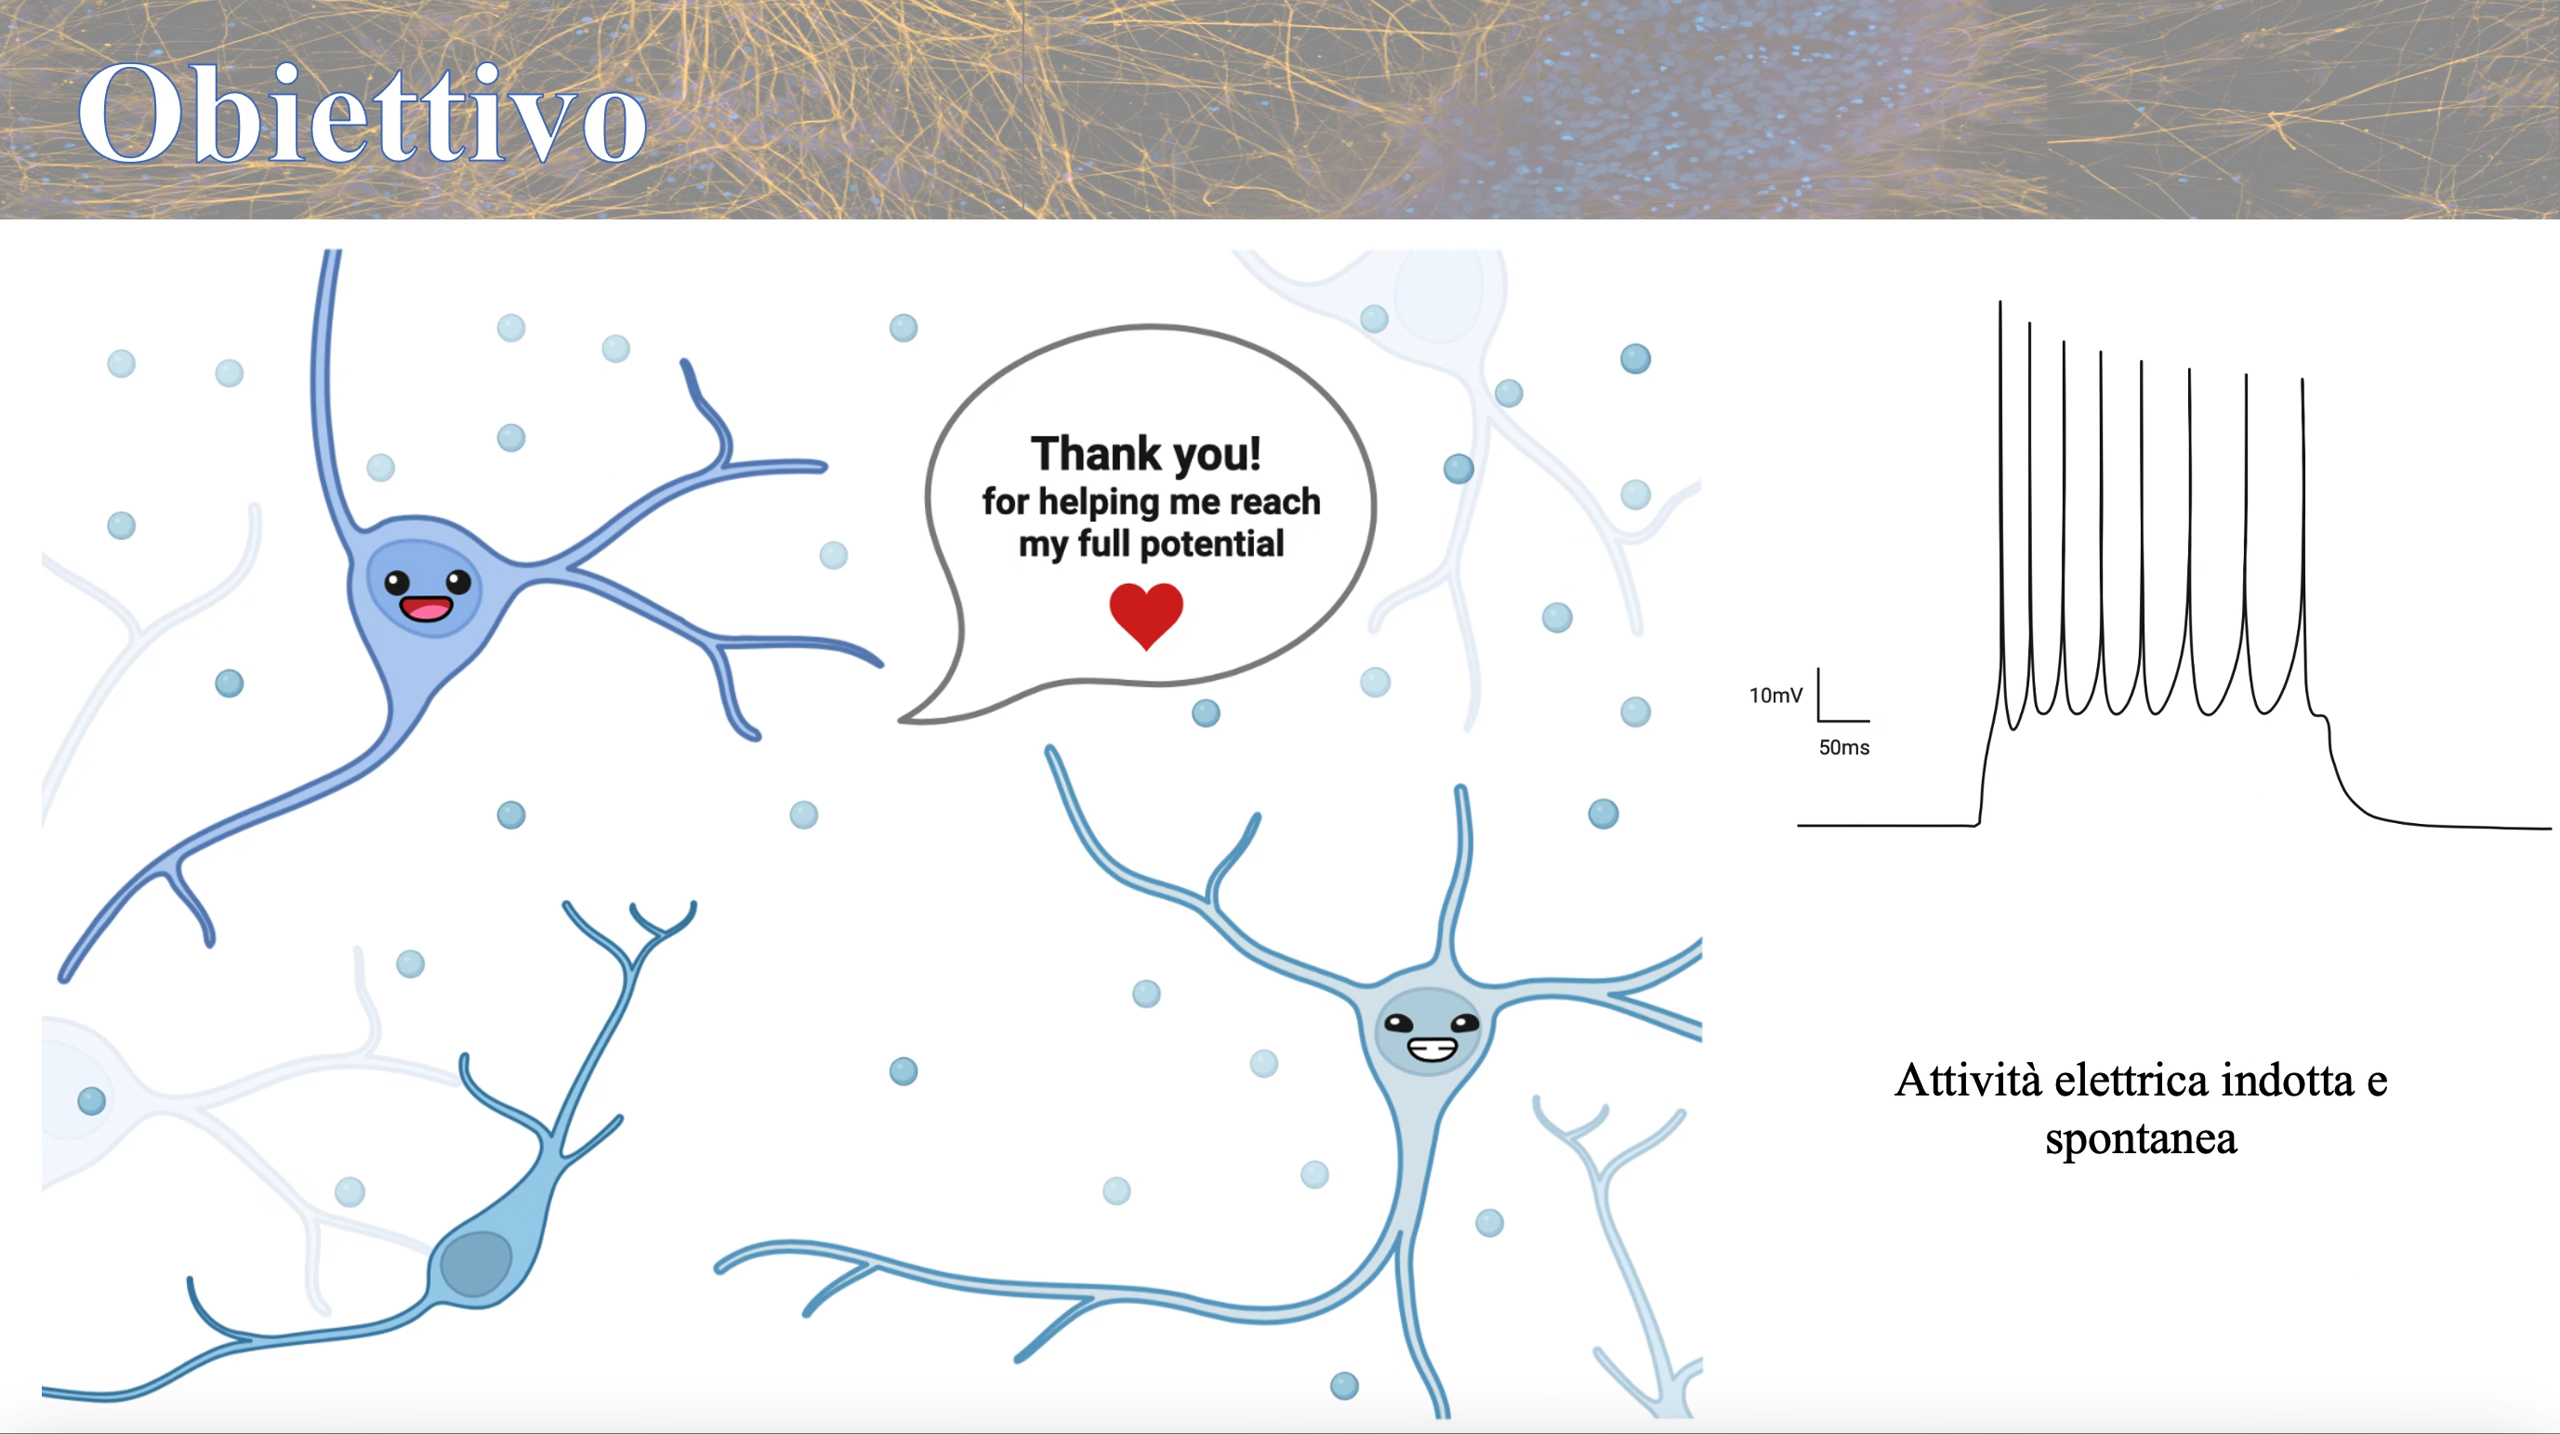 Obiettivo
Thank you!
for helping me reach
my full potential
10mV
50ms
Attività elettrica indotta e
spontanea